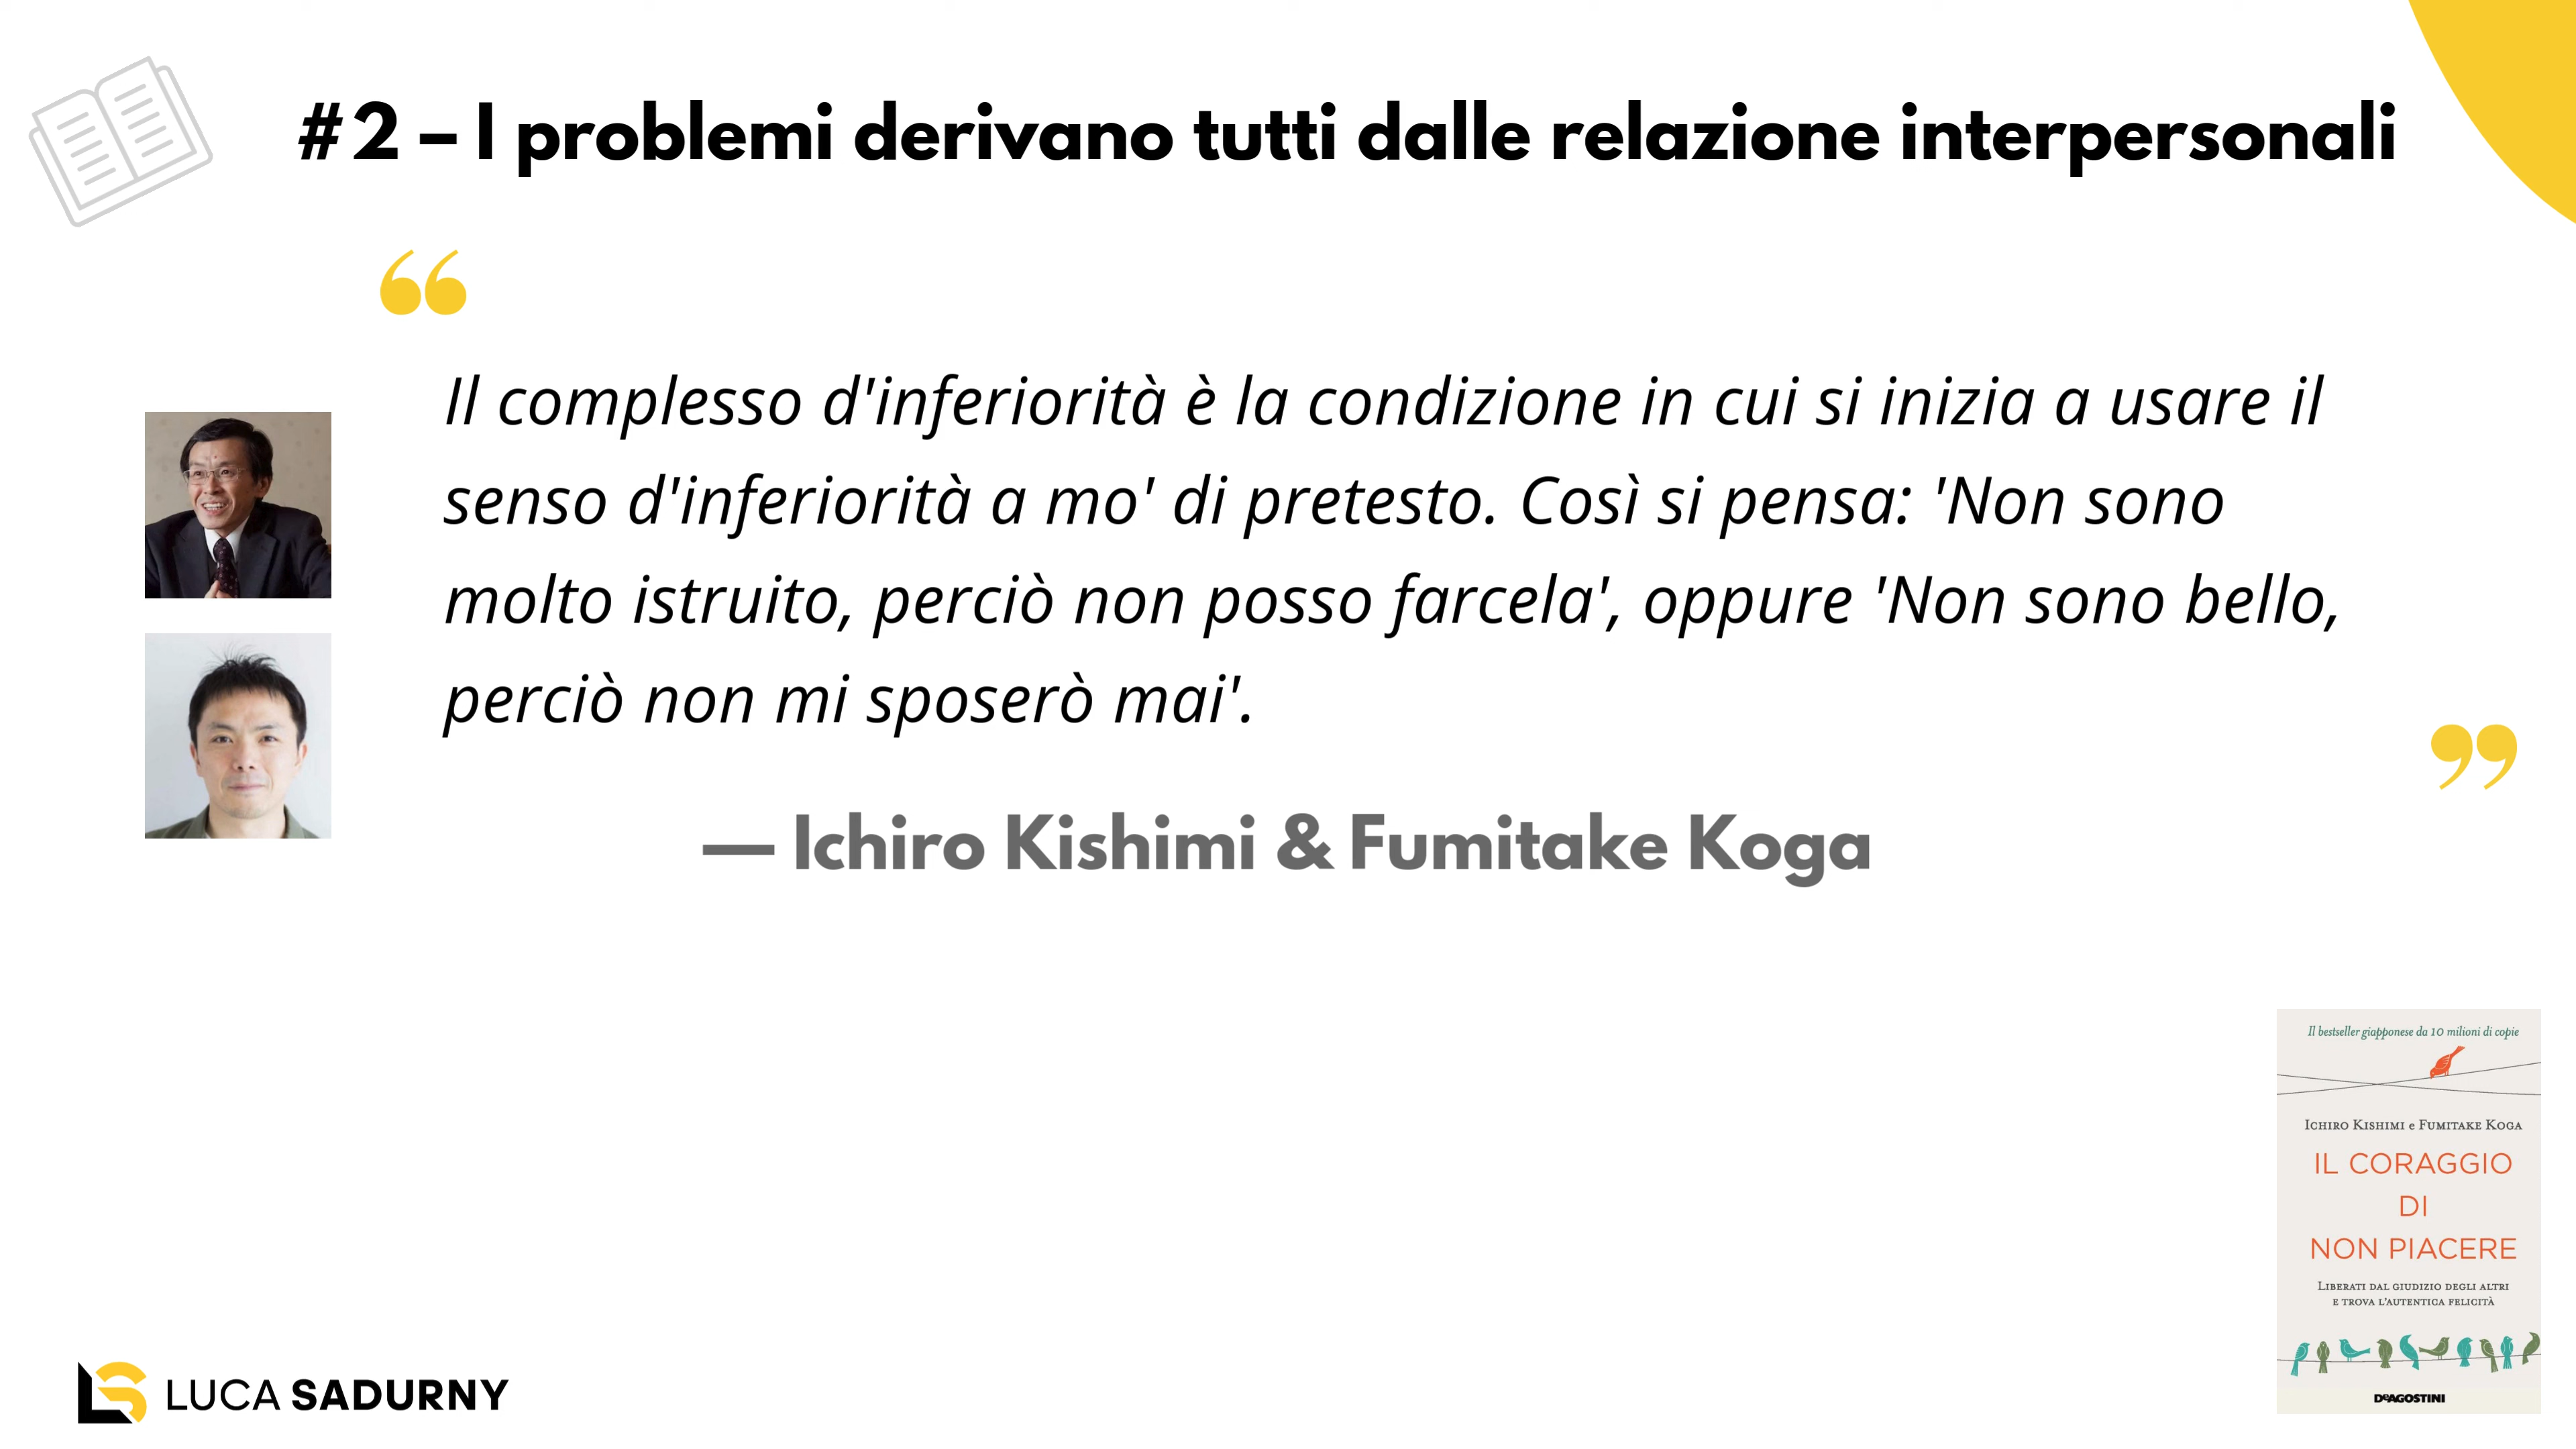 #2 – I problemi derivano tutti dalle relazione interpersonali
“
Il complesso d'inferiorità è la condizione in cui si inizia a usare il
senso d'inferiorità a mo' di pretesto. Così si pensa: 'Non sono
molto istruito, perciò non posso farcela', oppure 'Non sono bello,
perciò non mi sposerò mai'.
”
— Ichiro Kishimi & Fumitake Koga
Il bestseller giapponese da 10 milioni di copie
Ichiro Kishimi e Fumitake Koga
IL CORAGGIO
DI
NON PIACERE
Liberati dal giudizio degli altri
e trova l'autentica felicità
DeAGOSTINI
LUCA SADURNY